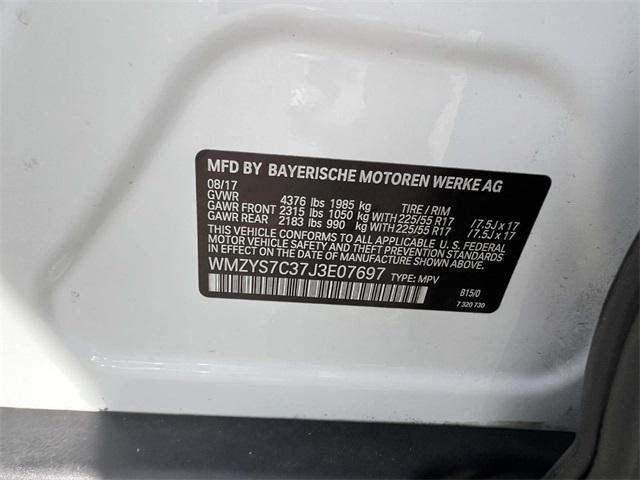 MFD BY BAYERISCHE MOTOREN WERKE AG
08/17
GVWR 4376 lbs 1985 kg TIRE / RIM
GAWR FRONT 2315 lbs 1050 kg WITH 225/55 R17 / 7.5J x 17
GAWR REAR 2183 lbs 990 kg WITH 225/55 R17 / 7.5J x 17
THIS VEHICLE CONFORMS TO ALL APPLICABLE U.S. FEDERAL
MOTOR VEHICLE SAFETY AND THEFT PREVENTION STANDARDS
IN EFFECT ON THE DATE OF MANUFACTURE SHOWN ABOVE.
WMZYS7C37J3E07697 TYPE: MPV
B15/0
7 320 730